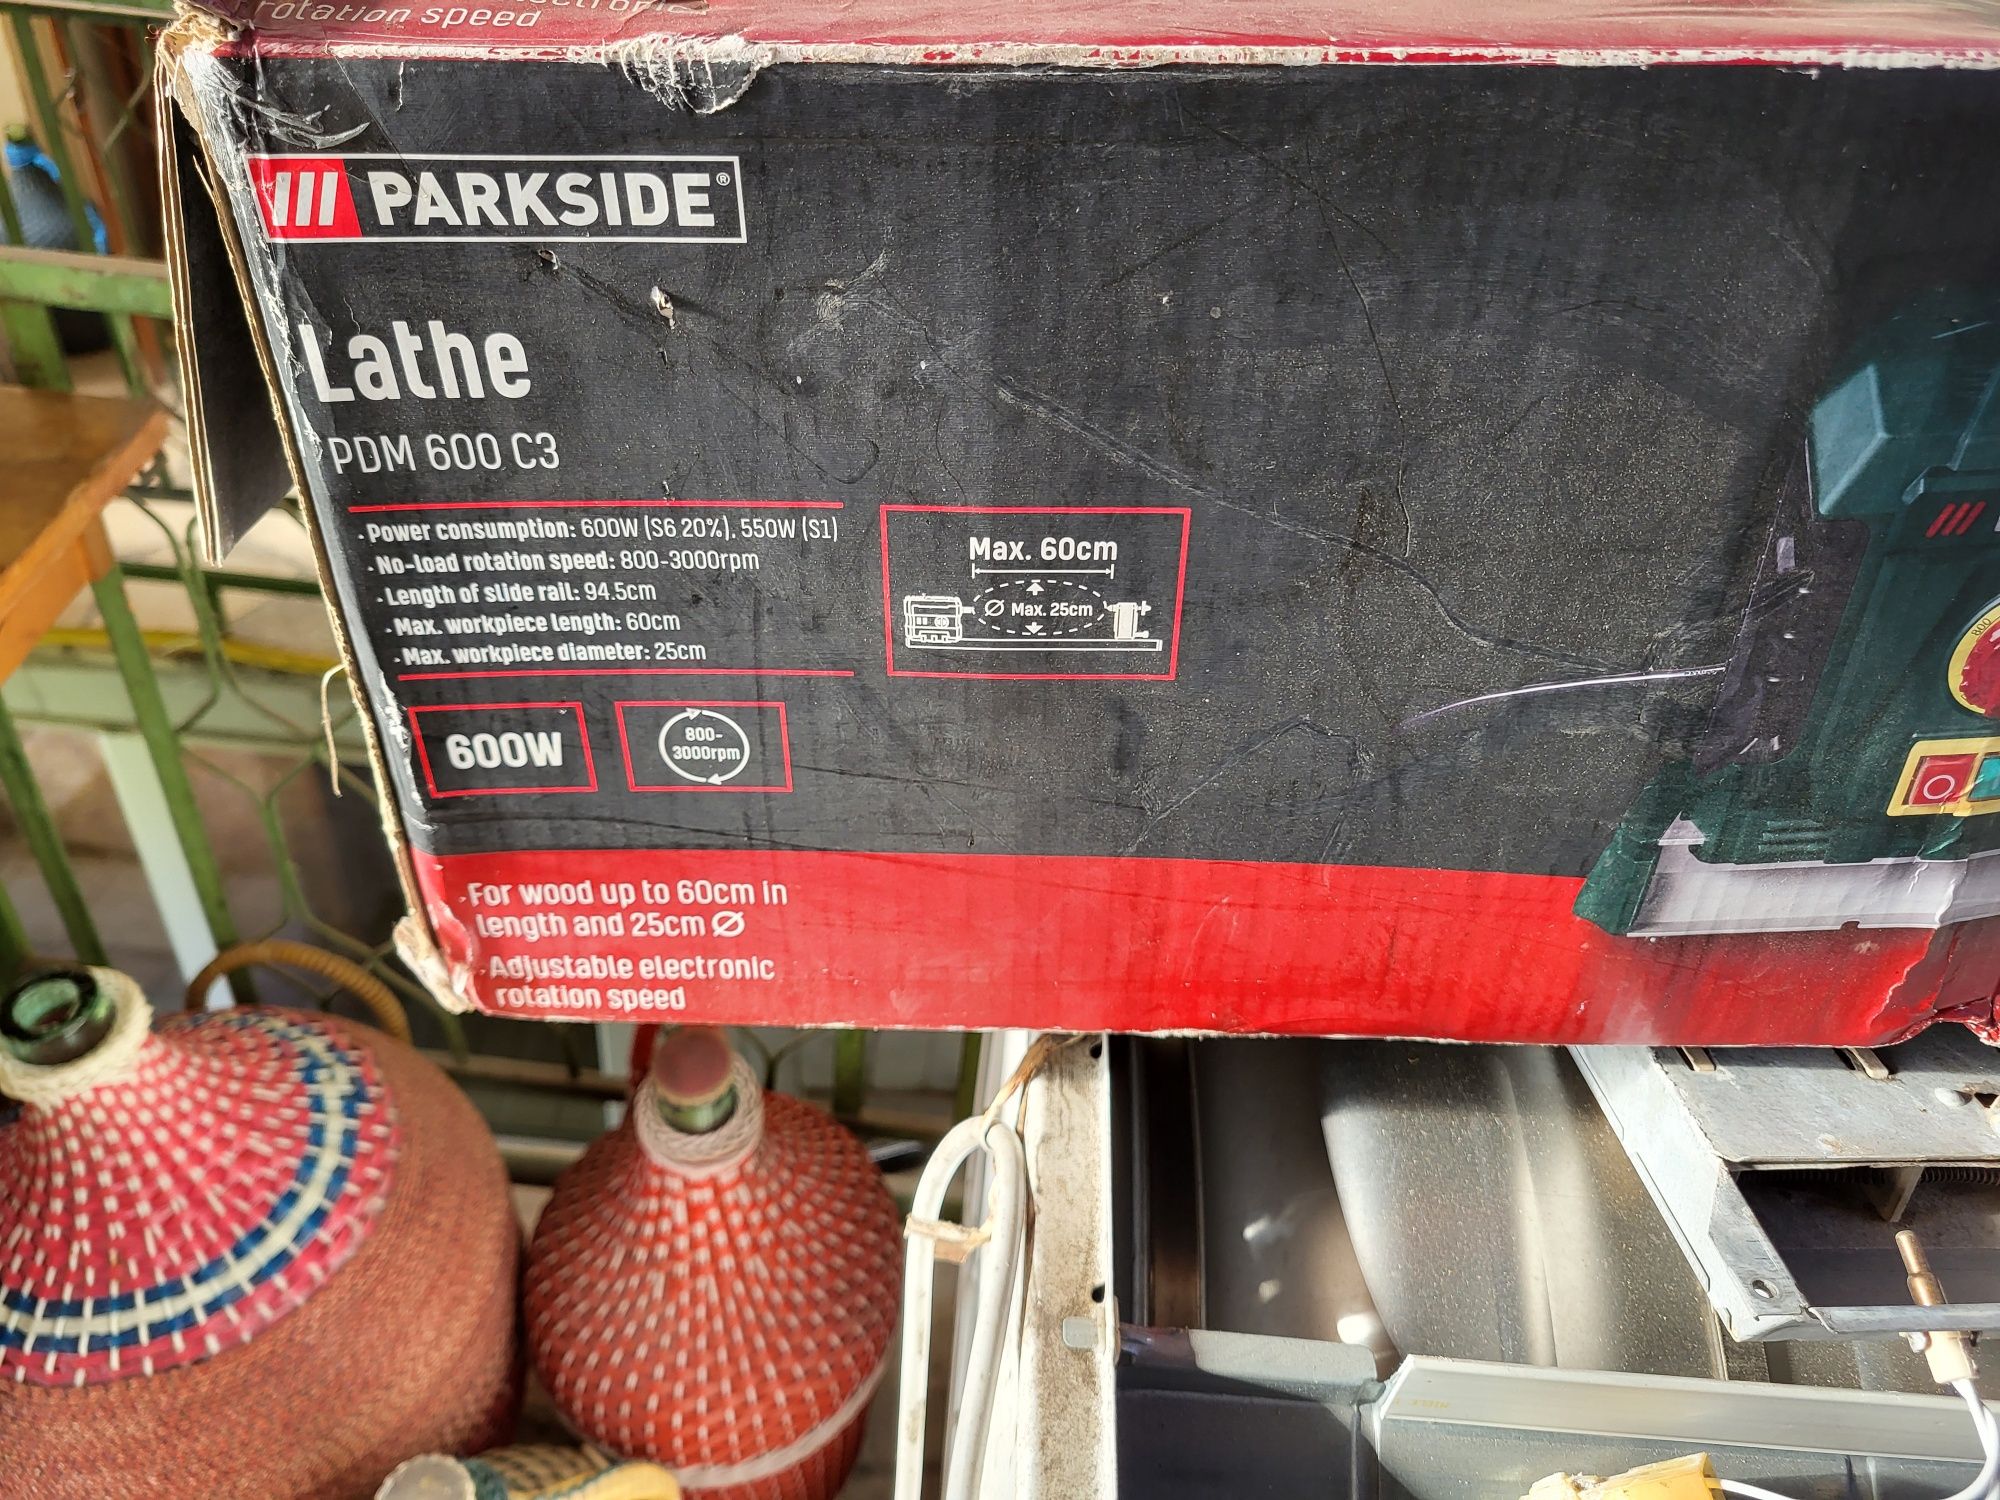 rotation speed
PARKSIDE®
Lathe
PDM 600 C3
· Power consumption: 600W (S6 20%), 550W (S1)
· No-load rotation speed: 800-3000rpm
· Length of slide rail: 94.5cm
· Max. workpiece length: 60cm
· Max. workpiece diameter: 25cm
Max. 60cm
Ø Max. 25cm
600W
800-
3000rpm
800
· For wood up to 60cm in
length and 25cm Ø
· Adjustable electronic
rotation speed